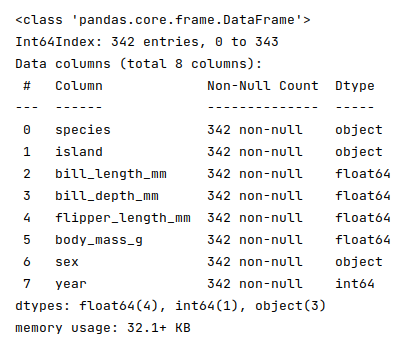 <class 'pandas.core.frame.DataFrame'>
Int64Index: 342 entries, 0 to 343
Data columns (total 8 columns):
 #   Column             Non-Null Count  Dtype
---  ------             --------------  -----
 0   species            342 non-null    object
 1   island             342 non-null    object
 2   bill_length_mm     342 non-null    float64
 3   bill_depth_mm      342 non-null    float64
 4   flipper_length_mm  342 non-null    float64
 5   body_mass_g        342 non-null    float64
 6   sex                342 non-null    object
 7   year               342 non-null    int64
dtypes: float64(4), int64(1), object(3)
memory usage: 32.1+ KB